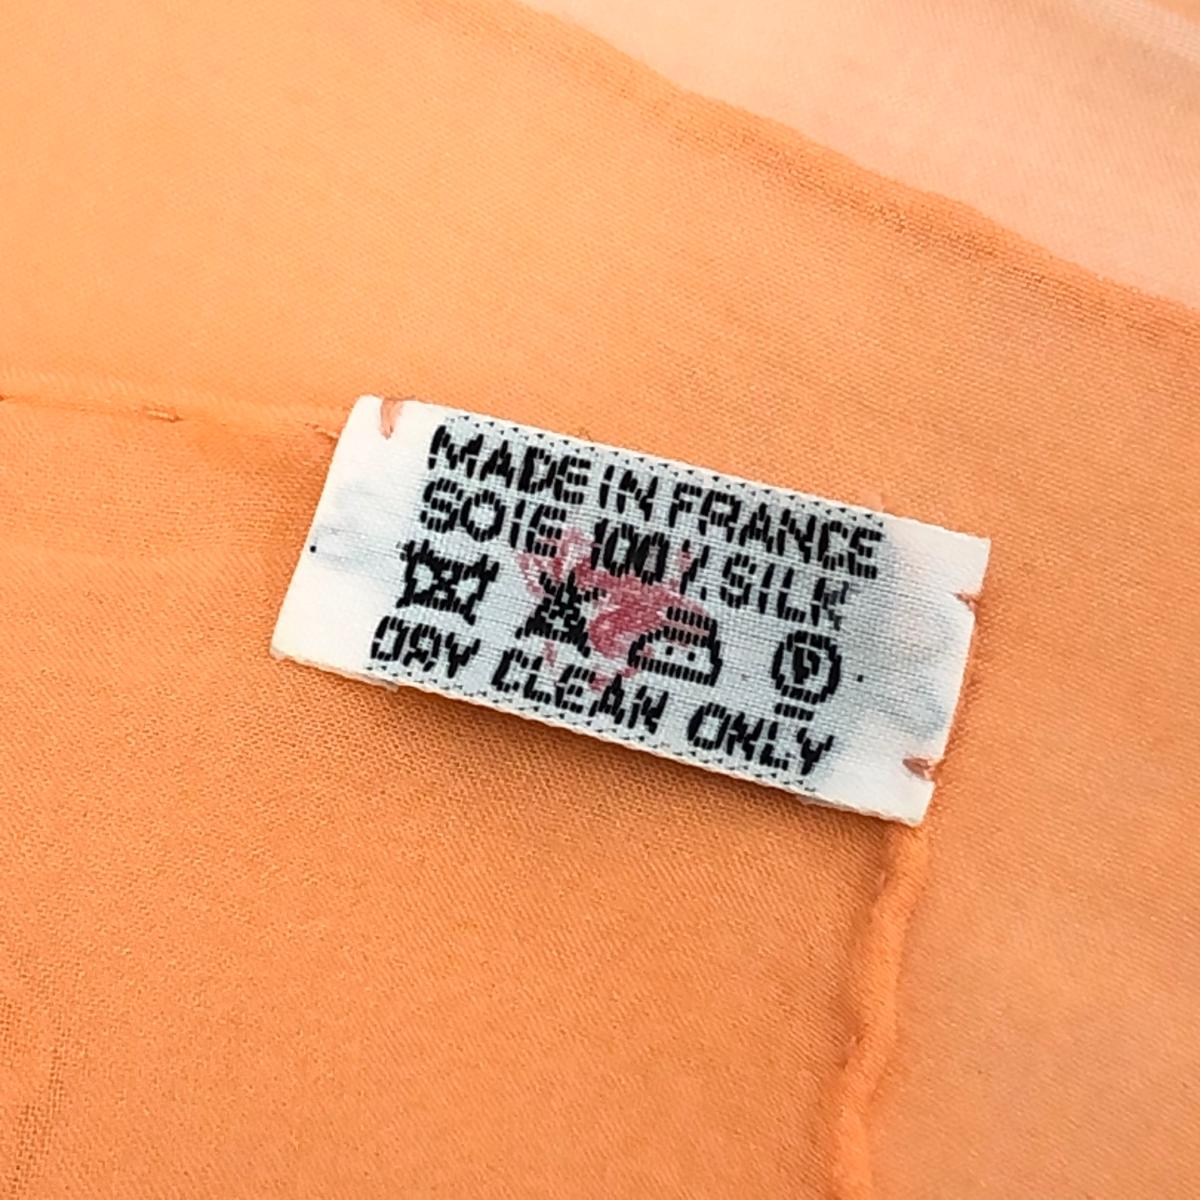 MADE IN FRANCE
SOIE 100% SILK
P
DRY CLEAN ONLY